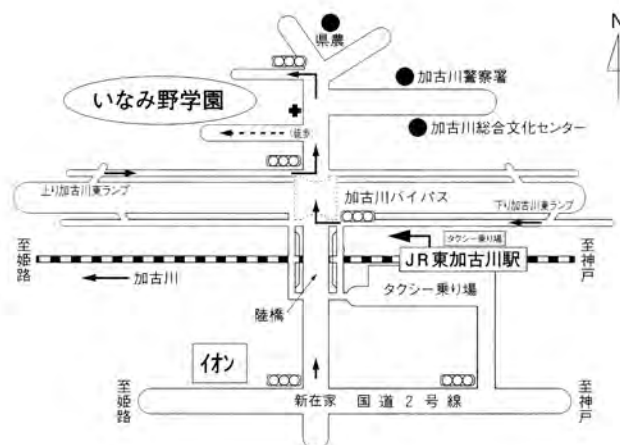 N
県農
いなみ野学園
加古川警察署
加古川総合文化センター
(徒歩)
加古川バイパス
上り加古川東ランプ
下り加古川東ランプ
至姫路
タクシー乗り場
JR東加古川駅
至神戸
加古川
タクシー乗り場
陸橋
イオン
至姫路
新在家 国道2号線
至神戸